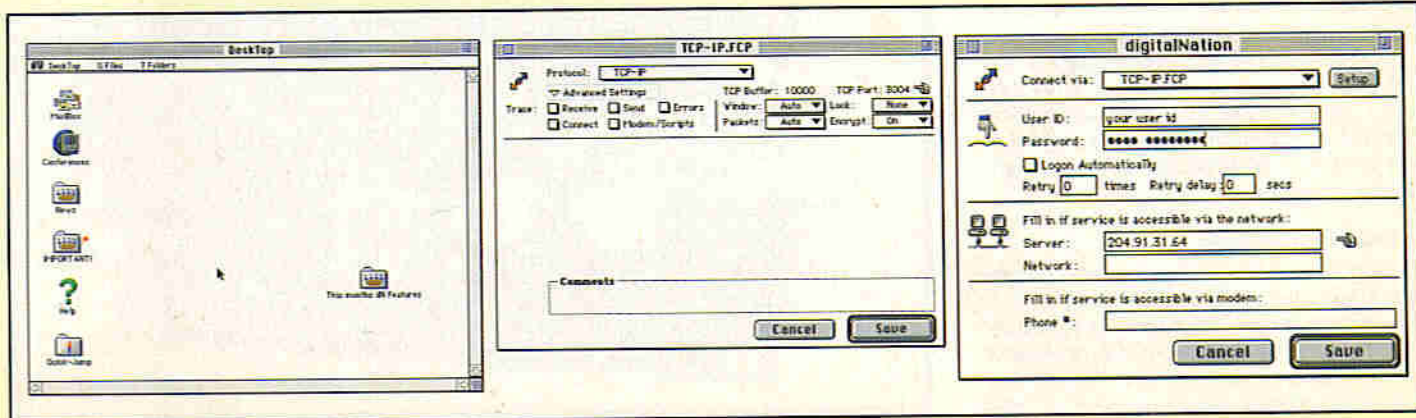 DeskTop
DeskTop 6 Files 7 Folders
MailBox
Conferences
News
IMPORTANT!
Help
Quick-Jump
This months dN Features
TCP-IP.FCP
Protocol: TCP-IP
Advanced Settings
TCP Buffer: 10000 TCP Port: 3004
Trace: Receive Send Errors
Connect Modem/Scripts
Window: Auto Lock: None
Packets: Auto Encrypt: On
Comments
Cancel Save
digitalNation
Connect via: TCP-IP.FCP Setup
User ID: your user id
Password:
Logon Automatically
Retry 0 times Retry delay: 0 secs
Fill in if service is accessible via the network:
Server: 204.91.31.64
Network:
Fill in if service is accessible via modem:
Phone #:
Cancel Save